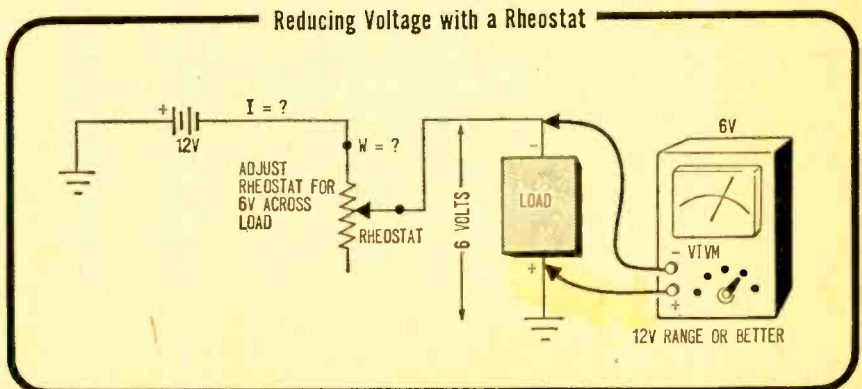 Reducing Voltage with a Rheostat
+
12V
I = ?
W = ?
ADJUST
RHEOSTAT FOR
6V ACROSS
LOAD
RHEOSTAT
6 VOLTS
-
LOAD
+
6V
VTVM
-
+
12V RANGE OR BETTER